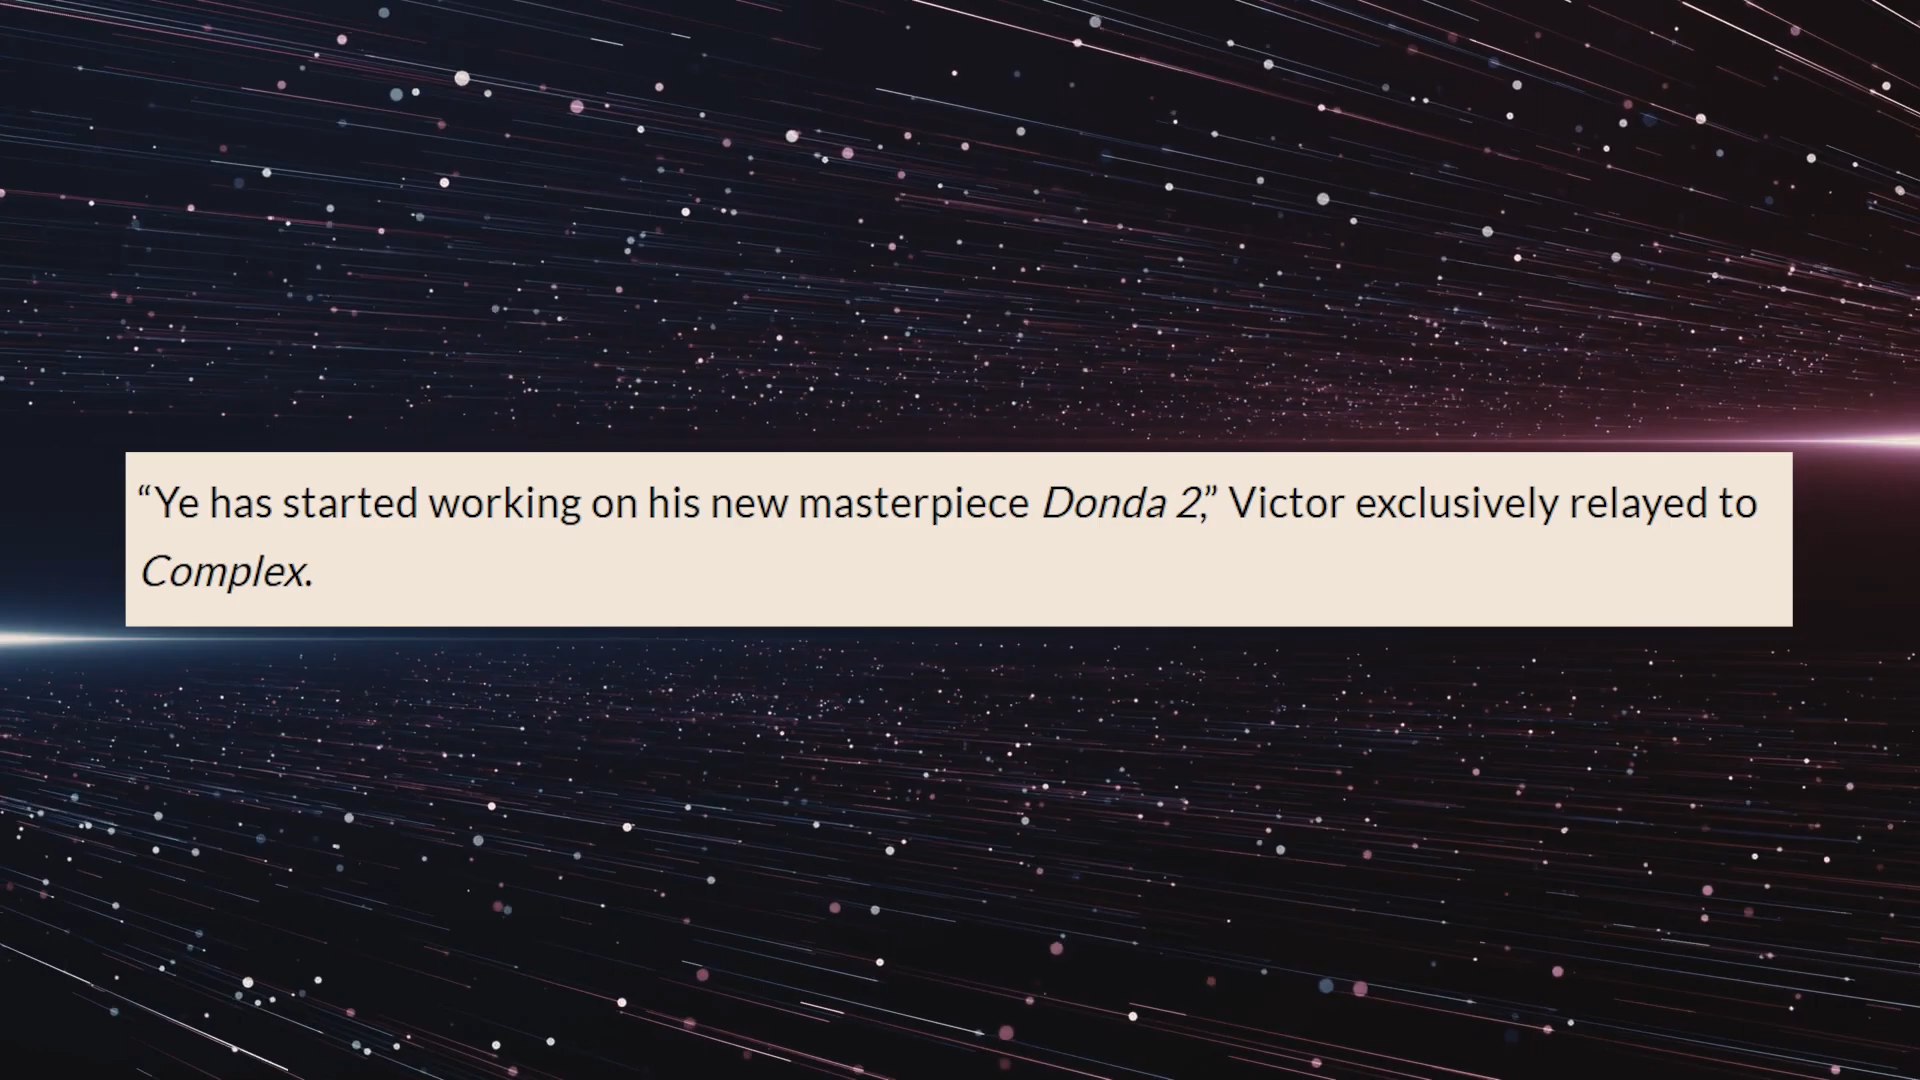 “Ye has started working on his new masterpiece Donda 2,” Victor exclusively relayed to
Complex.